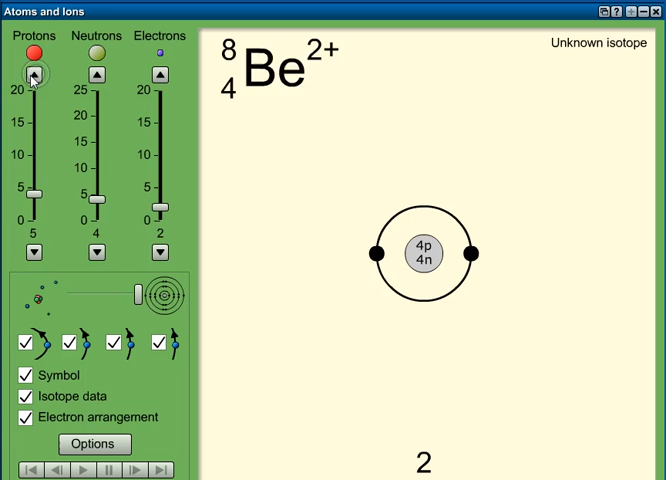 Atoms and Ions
Protons Neutrons Electrons
20 25 20
20
15 15
15
10 10
10
5 5
5
0 0 0
5 4 2
Symbol
Isotope data
Electron arrangement
Options
8
4 Be 2+
Unknown isotope
4p
4n
2